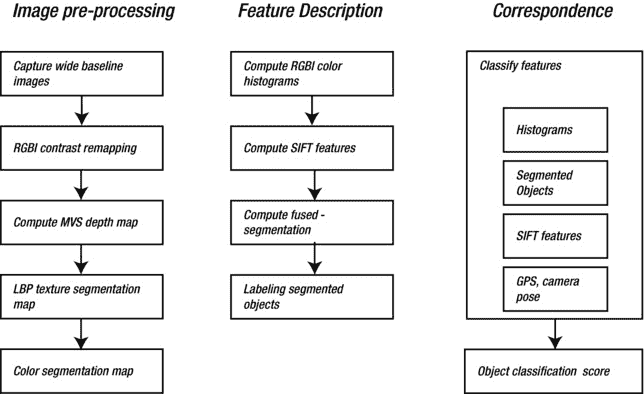 Image pre-processing
Capture wide baseline
images
RGBI contrast remapping
Compute MVS depth map
LBP texture segmentation
map
Color segmentation map
Feature Description
Compute RGBI color
histograms
Compute SIFT features
Compute fused -
segmentation
Labeling segmented
objects
Correspondence
Classify features
Histograms
Segmented
Objects
SIFT features
GPS, camera
pose
Object classification score